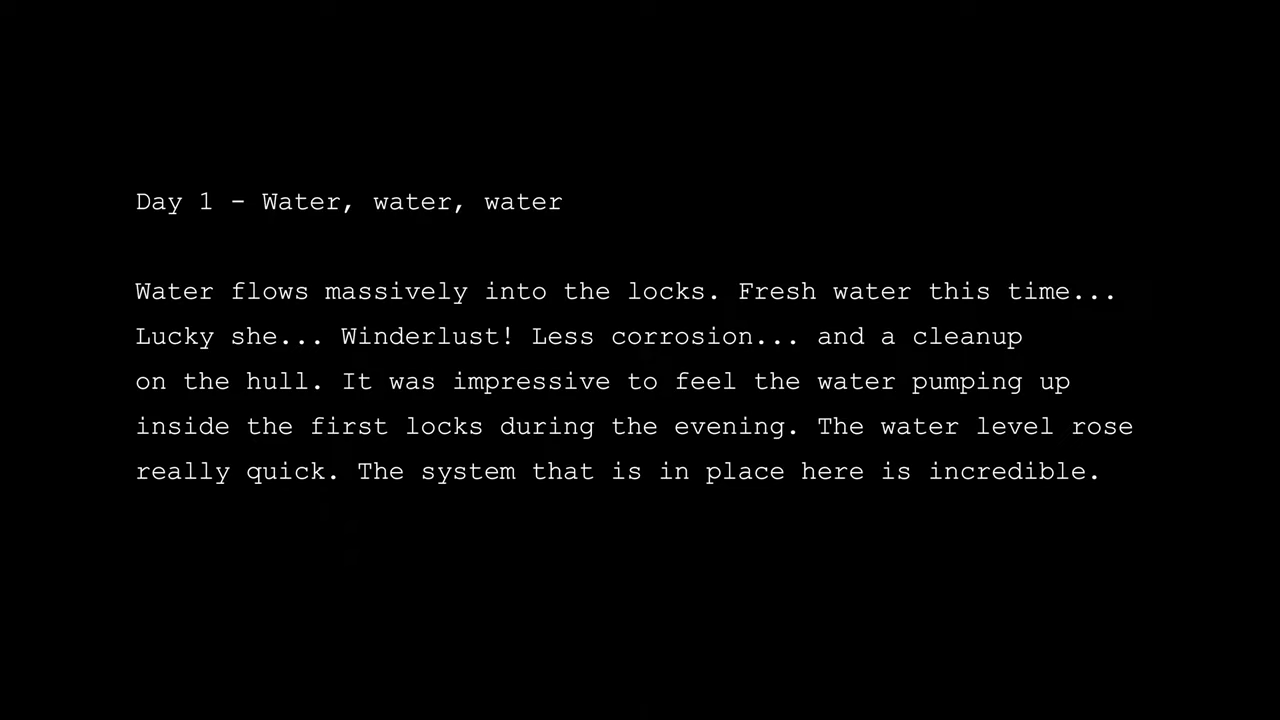 Day 1 - Water, water, water
Water flows massively into the locks. Fresh water this time...
Lucky she... Winderlust! Less corrosion... and a cleanup
on the hull. It was impressive to feel the water pumping up
inside the first locks during the evening. The water level rose
really quick. The system that is in place here is incredible.